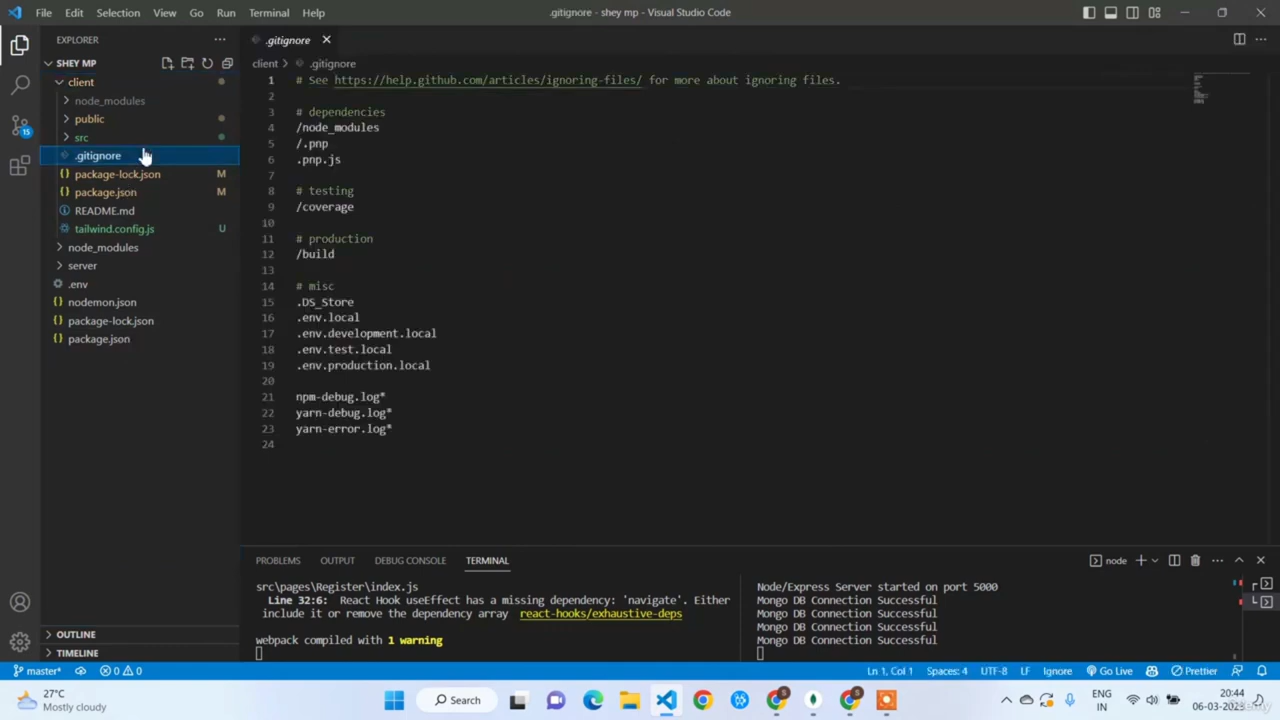 File Edit Selection View Go Run Terminal Help
.gitignore - shey mp - Visual Studio Code
EXPLORER
SHEY MP
client
node_modules
public
src
.gitignore
package-lock.json M
package.json M
README.md
tailwind.config.js U
node_modules
server
.env
nodemon.json
package-lock.json
package.json
OUTLINE
TIMELINE
15
.gitignore
client > .gitignore
1 # See https://help.github.com/articles/ignoring-files/ for more about ignoring files.
2
3 # dependencies
4 /node_modules
5 /.pnp
6 .pnp.js
7
8 # testing
9 /coverage
10
11 # production
12 /build
13
14 # misc
15 .DS_Store
16 .env.local
17 .env.development.local
18 .env.test.local
19 .env.production.local
20
21 npm-debug.log*
22 yarn-debug.log*
23 yarn-error.log*
24
PROBLEMS OUTPUT DEBUG CONSOLE TERMINAL
node
src\pages\Register\index.js
Line 32:6: React Hook useEffect has a missing dependency: 'navigate'. Either
include it or remove the dependency array react-hooks/exhaustive-deps
webpack compiled with 1 warning
Node/Express Server started on port 5000
Mongo DB Connection Successful
Mongo DB Connection Successful
Mongo DB Connection Successful
Mongo DB Connection Successful
master* 0 0
Ln 1, Col 1 Spaces: 4 UTF-8 LF Ignore Go Live Prettier
27°C
Mostly cloudy
Search
ENG
IN
20:44